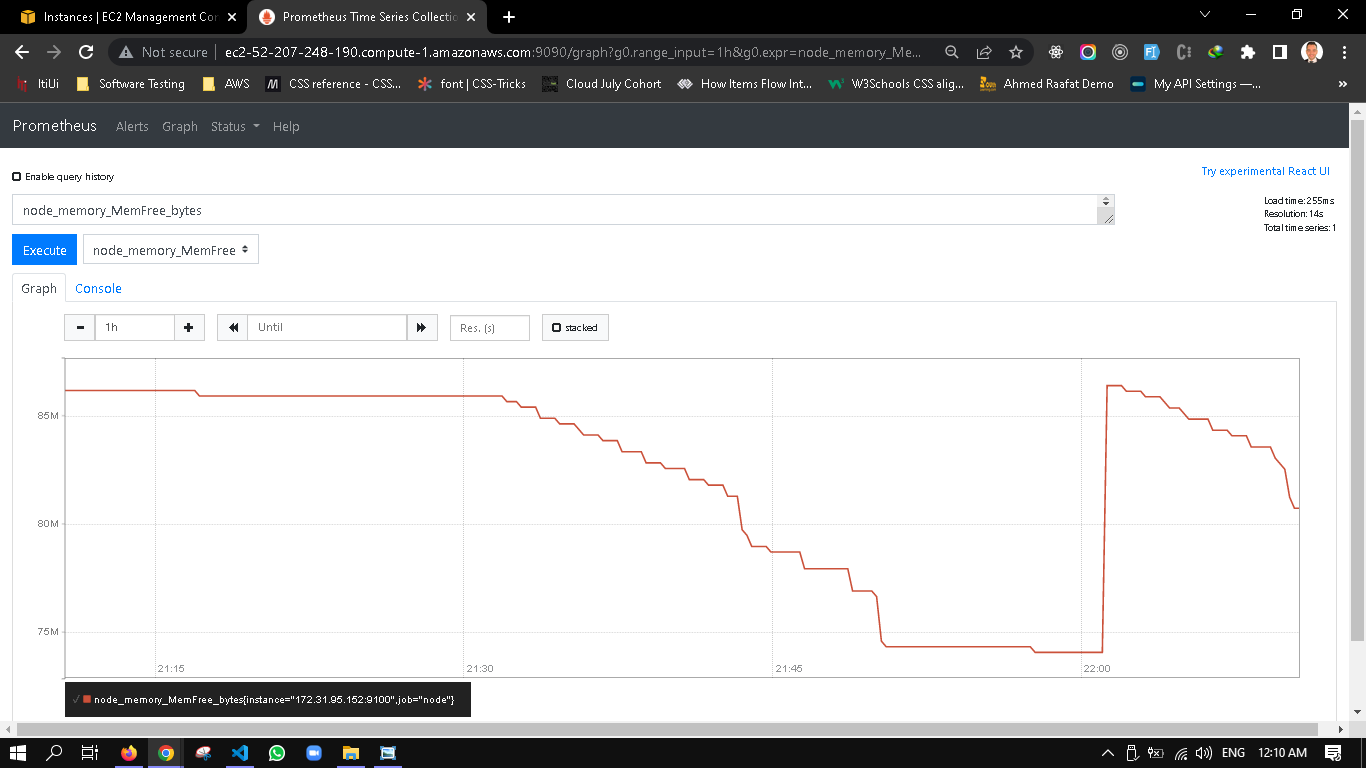 Instances | EC2 Management Con
Prometheus Time Series Collectio
Not secure | ec2-52-207-248-190.compute-1.amazonaws.com:9090/graph?g0.range_input=1h&g0.expr=node_memory_Me...
ItiUi Software Testing AWS M CSS reference - CSS... font | CSS-Tricks Cloud July Cohort How Items Flow Int... W3Schools CSS alig... Ahmed Raafat Demo My API Settings —... »
Prometheus Alerts Graph Status Help
Enable query history
Try experimental React UI
node_memory_MemFree_bytes
Load time: 255ms
Resolution: 14s
Total time series: 1
Execute node_memory_MemFree
Graph Console
- 1h + Until Res. (s) stacked
85M
80M
75M
21:15 21:30 21:45 22:00
✓ node_memory_MemFree_bytes{instance="172.31.95.152:9100",job="node"}
ENG 12:10 AM